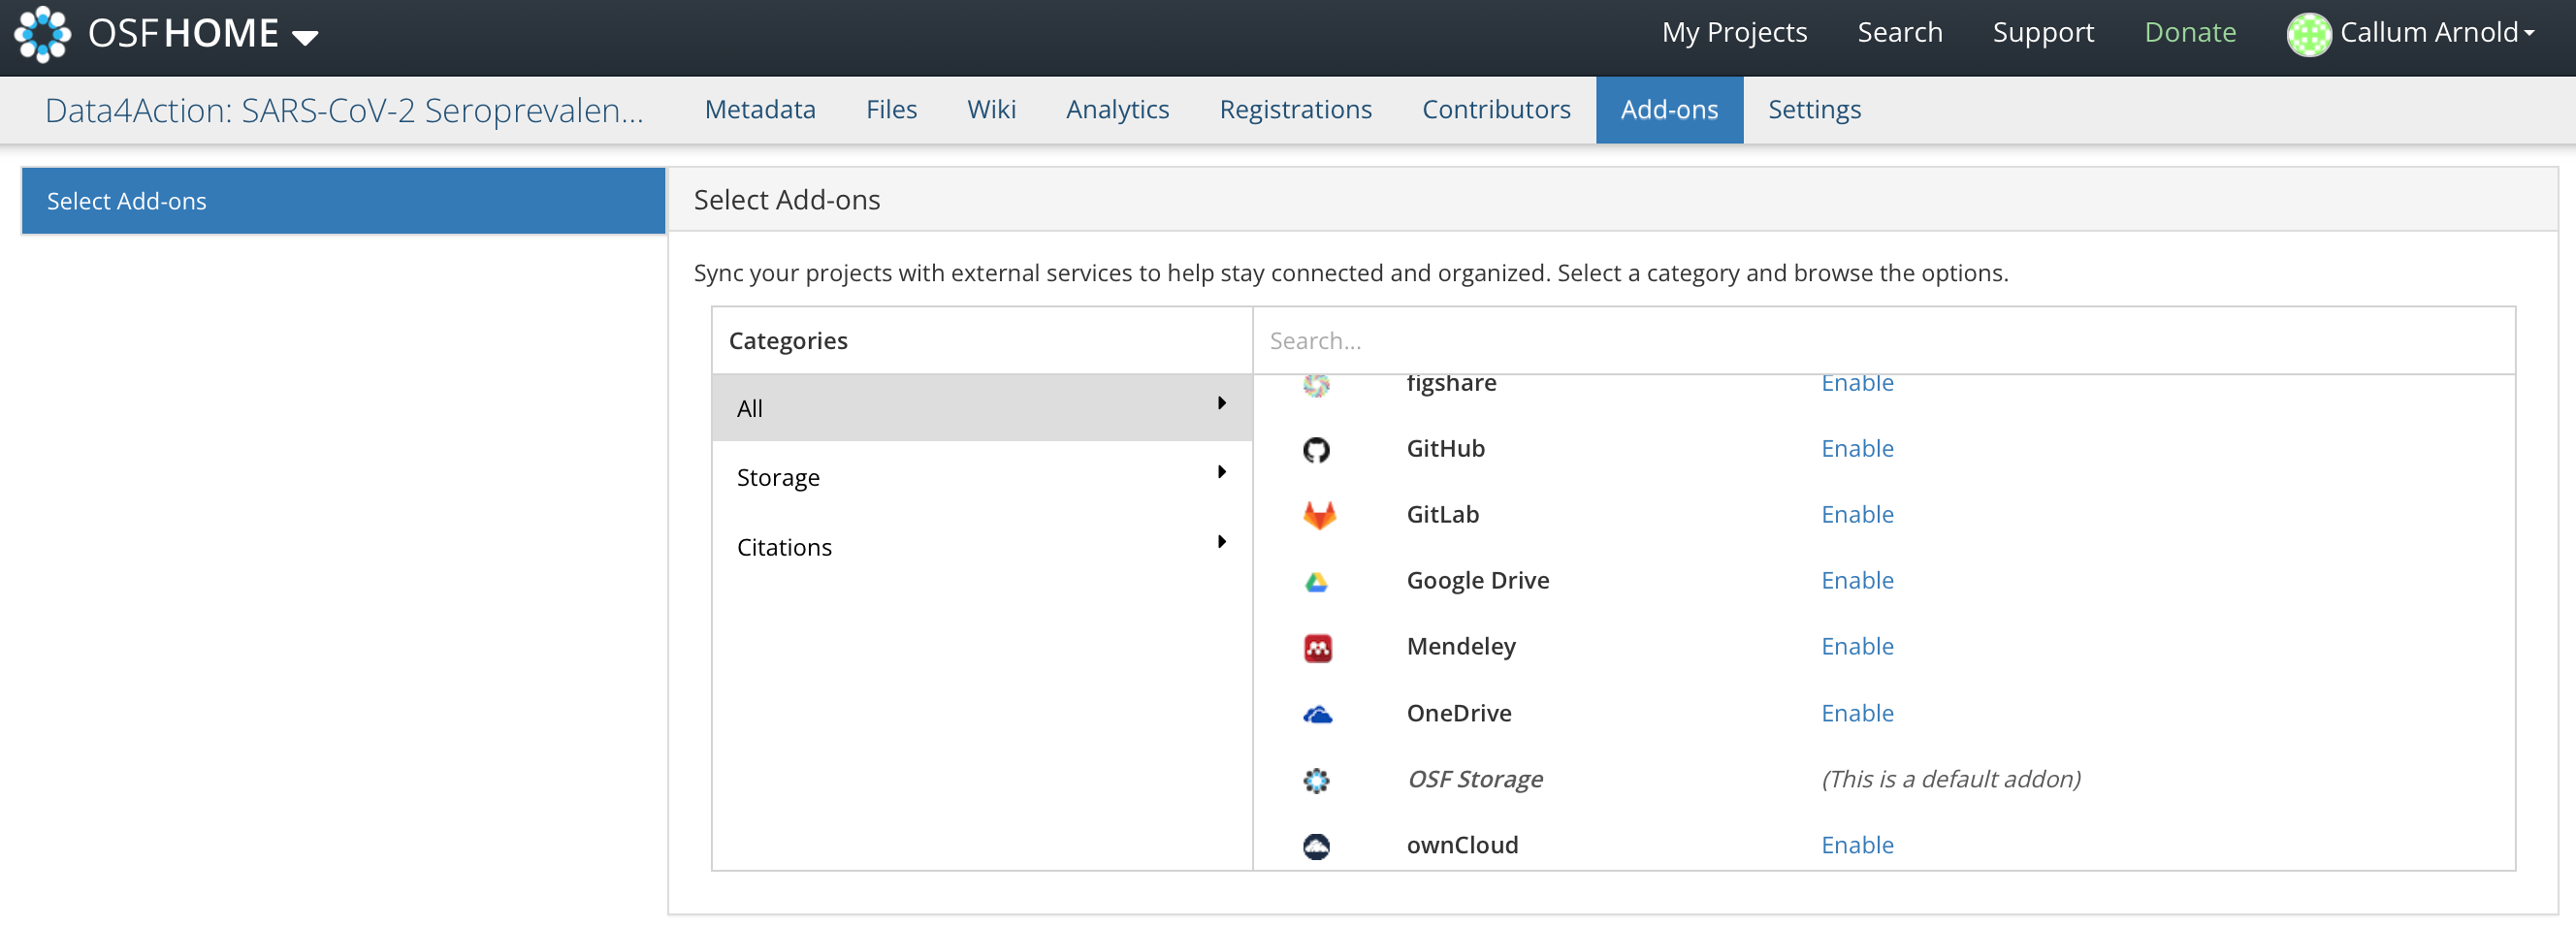 OSFHOME My Projects Search Support Donate Callum Arnold
Data4Action: SARS-CoV-2 Seroprevalen... Metadata Files Wiki Analytics Registrations Contributors Add-ons Settings
Select Add-ons
Select Add-ons
Sync your projects with external services to help stay connected and organized. Select a category and browse the options.
Categories
All
Storage
Citations
Search...
figshare Enable
GitHub Enable
GitLab Enable
Google Drive Enable
Mendeley Enable
OneDrive Enable
OSF Storage (This is a default addon)
ownCloud Enable